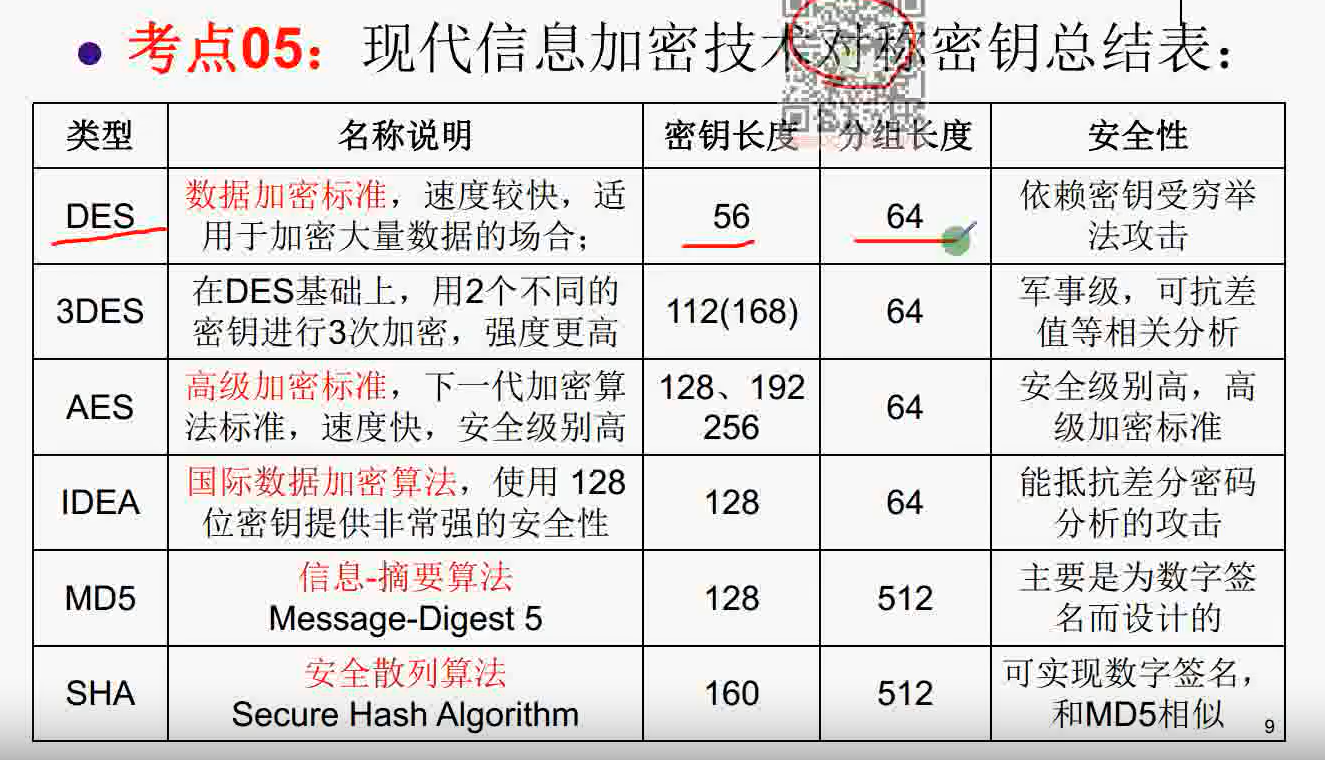 • 考点05：现代信息加密技术对称密钥总结表：
类型 名称说明 密钥长度 分组长度 安全性
DES 数据加密标准，速度较快，适 56 64 依赖密钥受穷举
用于加密大量数据的场合； 法攻击
3DES 在DES基础上，用2个不同的 112(168) 64 军事级，可抗差
密钥进行3次加密，强度更高 值等相关分析
AES 高级加密标准，下一代加密算 128、192 64 安全级别高，高
法标准，速度快，安全级别高 256 级加密标准
IDEA 国际数据加密算法，使用 128 128 64 能抵抗差分密码
位密钥提供非常强的安全性 分析的攻击
MD5 信息-摘要算法 128 512 主要是为数字签
Message-Digest 5 名而设计的
SHA 安全散列算法 160 512 可实现数字签名，
Secure Hash Algorithm 和MD5相似
9